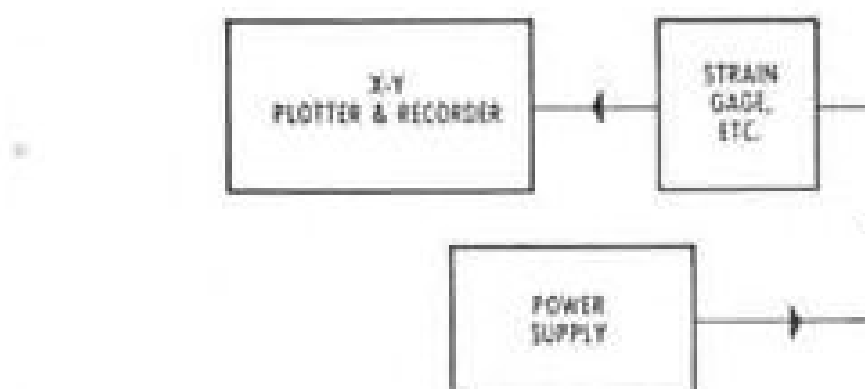 X-Y
PLOTTER & RECORDER
STRAIN
GAGE,
ETC.
POWER
SUPPLY